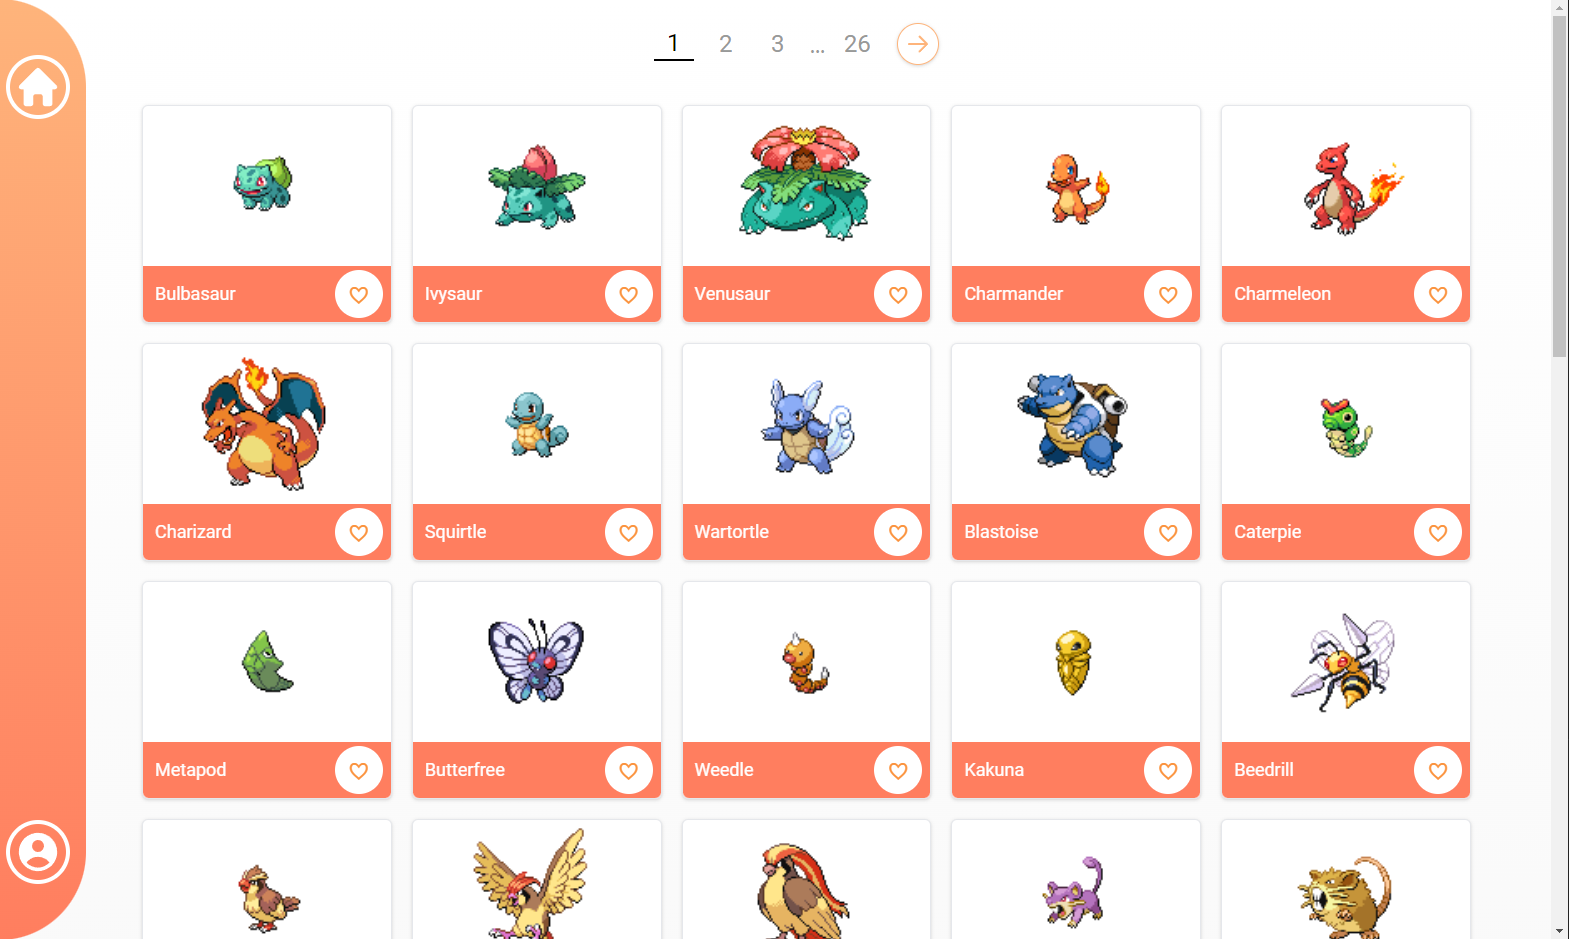 1 2 3 ... 26
Bulbasaur Ivysaur Venusaur Charmander Charmeleon
Charizard Squirtle Wartortle Blastoise Caterpie
Metapod Butterfree Weedle Kakuna Beedrill